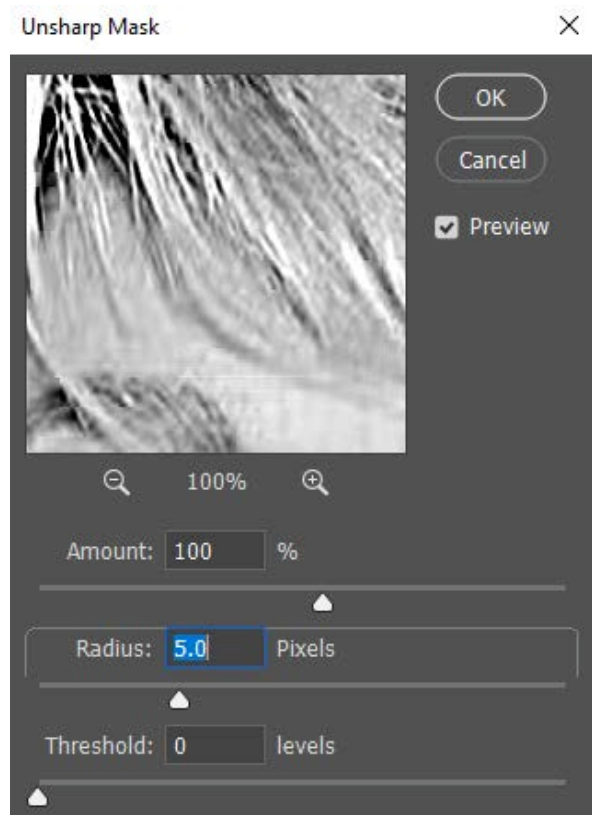 Unsharp Mask
OK
Cancel
Preview
100%
Amount: 100 %
Radius: 5.0 Pixels
Threshold: 0 levels